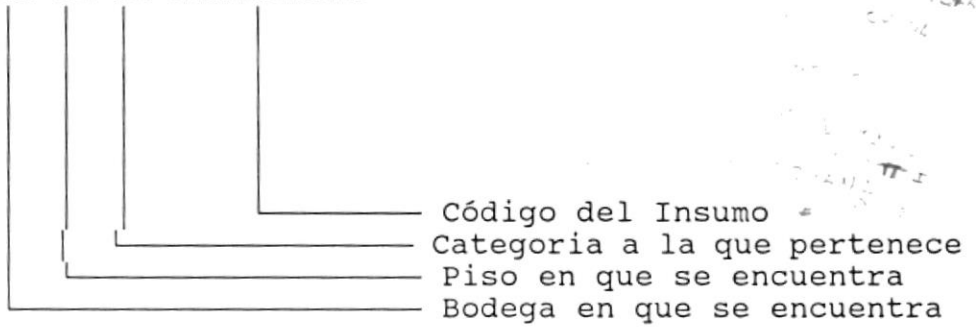 Código del Insumo
Categoria a la que pertenece
Piso en que se encuentra
Bodega en que se encuentra